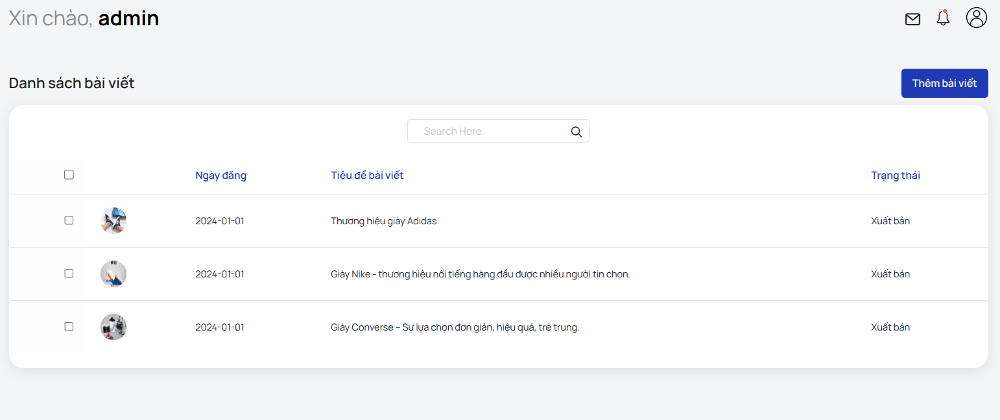 Xin chào, admin
Danh sách bài viết
Thêm bài viết
Search Here
Ngày đăng Tiêu đề bài viết Trạng thái
2024-01-01 Thương hiệu giày Adidas. Xuất bản
2024-01-01 Giày Nike - thương hiệu nổi tiếng hàng đầu được nhiều người tin chọn. Xuất bản
2024-01-01 Giày Converse – Sự lựa chọn đơn giản, hiệu quả, trẻ trung. Xuất bản